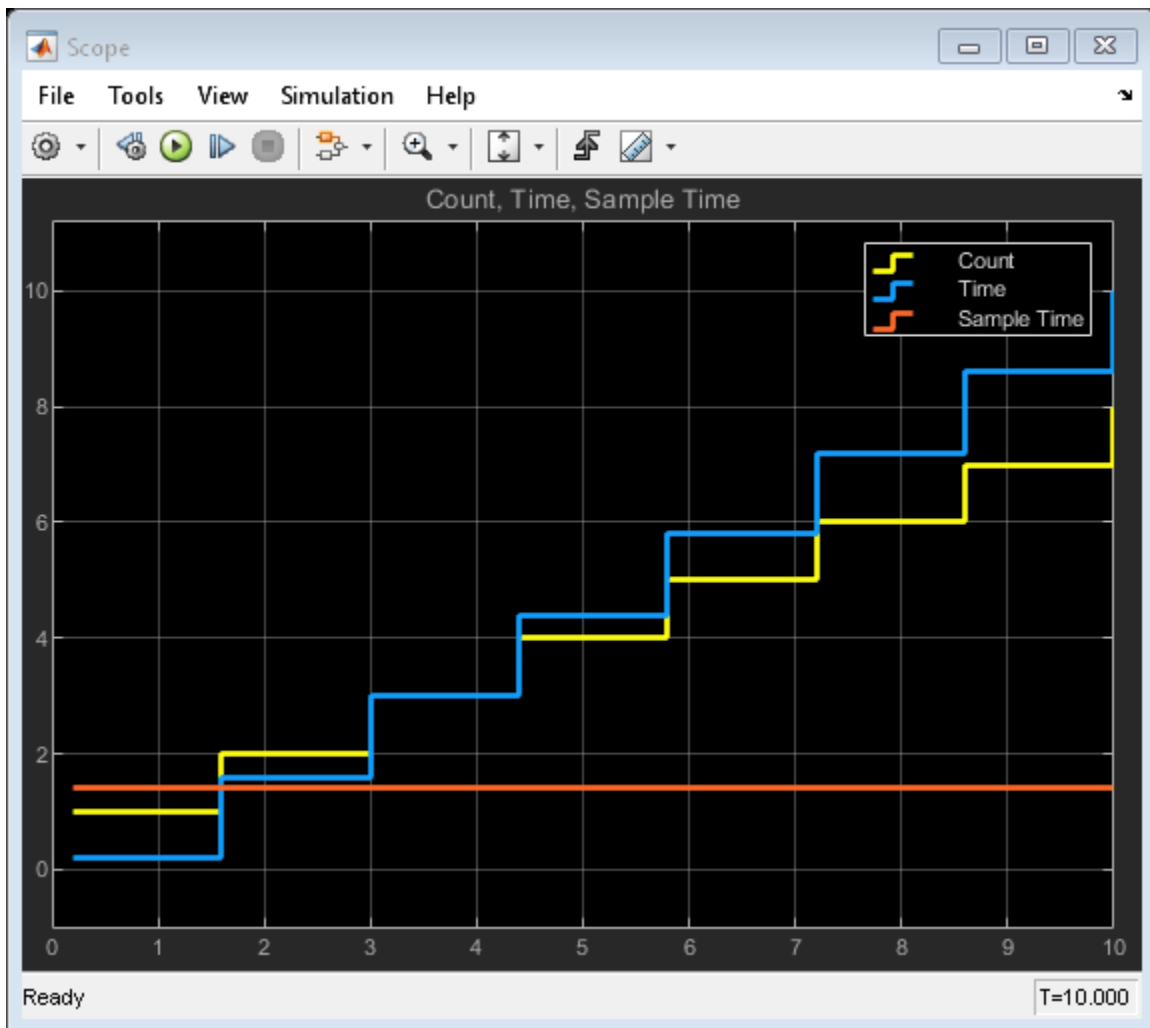 Scope
File Tools View Simulation Help
Count, Time, Sample Time
Count
Time
Sample Time
10
8
6
4
2
0
0 1 2 3 4 5 6 7 8 9 10
Ready T=10.000